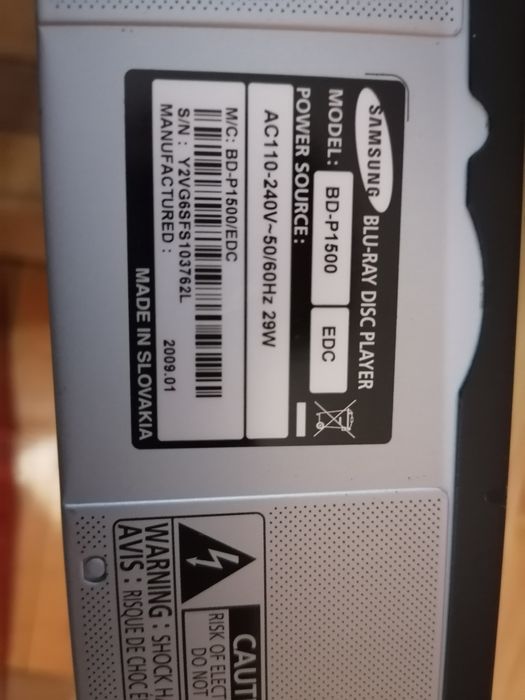 SAMSUNG BLU-RAY DISC PLAYER
MODEL: BD-P1500 EDC
POWER SOURCE:
AC110-240V~50/60Hz 29W
M/C: BD-P1500/EDC
S/N : Y2VG6SFS103762L
MANUFACTURED : 2009.01
MADE IN SLOVAKIA
CAUT
RISK OF ELECT
DO NOT
WARNING : SHOCK H
AVIS : RISQUE DE CHOC